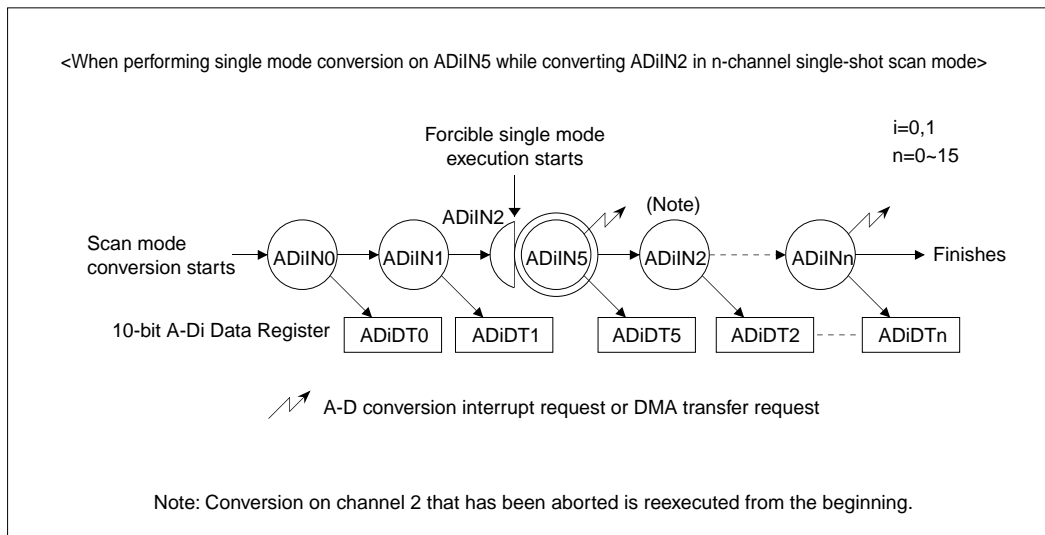 <When performing single mode conversion on ADiIN5 while converting ADiIN2 in n-channel single-shot scan mode>
i=0,1
n=0~15
Forcible single mode
execution starts
ADiIN2
(Note)
Scan mode
conversion starts
ADiIN0
ADiIN1
ADiIN5
ADiIN2
ADiINn
Finishes
10-bit A-Di Data Register
ADiDT0
ADiDT1
ADiDT5
ADiDT2
ADiDTn
A-D conversion interrupt request or DMA transfer request
Note: Conversion on channel 2 that has been aborted is reexecuted from the beginning.